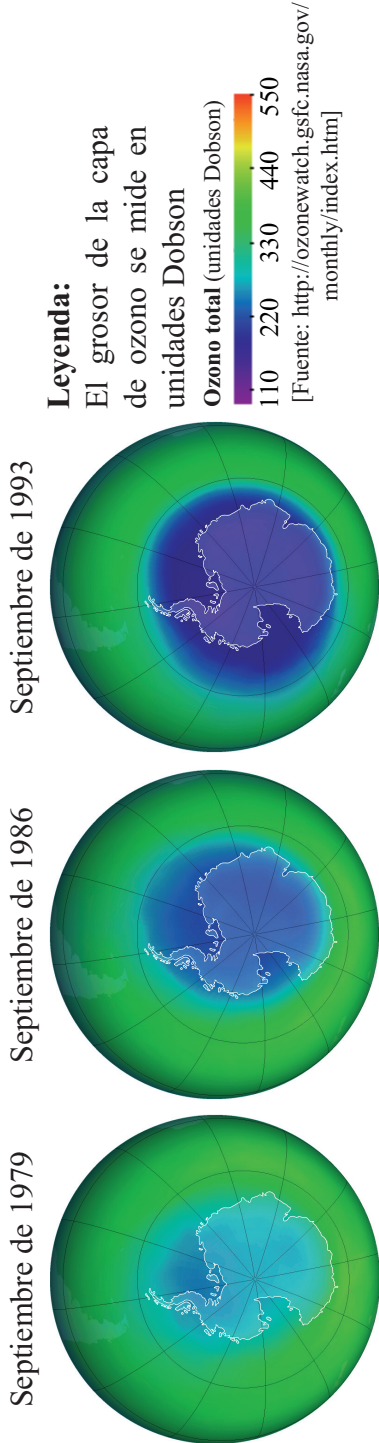 Septiembre de 1979
Septiembre de 1986
Septiembre de 1993
Leyenda:
El grosor de la capa
de ozono se mide en
unidades Dobson
Ozono total (unidades Dobson)
110 220 330 440 550
[Fuente: http://ozonewatch.gsfc.nasa.gov/
monthly/index.htm]